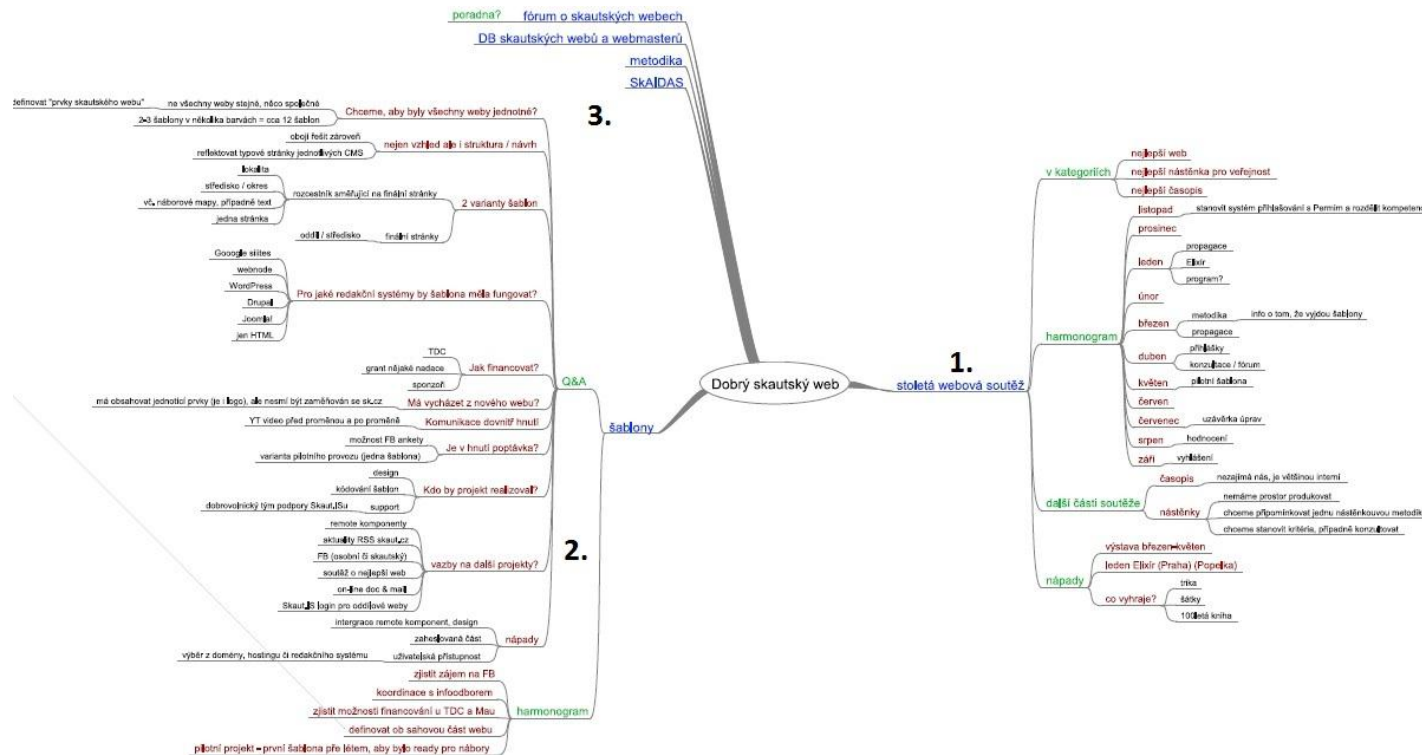 Dobrý skautský web
1.
stoletá webová soutěž
v kategoriích
nejlepší web
nejlepší nástěnka pro veřejnost
nejlepší časopis
harmonogram
listopad
stanovit systém přihlašování s Permím a rozdělit kompetenc
prosinec
leden
propagace
Elixír
program?
únor
březen
metodika
info o tom, že vyjdou šablony
propagace
duben
přihlášky
konzultace / fórum
květen
pilotní šablona
červen
červenec
uzávěrka úprav
srpen
hodnocení
září
vyhlášení
další části soutěže
časopis
nezajímá nás, je většinou interní
nástěnky
nemáme prostor produkovat
chceme připomínkovat jednu nástěnkouvou metodik
chceme stanovit kritéria, případně konzultovat
nápady
výstava březen-květen
leden Elixír (Praha) (Popelka)
co vyhraje?
trika
šátky
100letá kniha
2.
šablony
Q&A
Chceme, aby byly všechny weby jednotné?
ne všechny weby stejné, něco společné
definovat "prvky skautského webu"
2-3 šablony v několika barvách = cca 12 šablon
nejen vzhled ale i struktura / návrh
obojí řešit zároveň
reflektovat typové stránky jednotlivých CMS
2 varianty šablon
rozcestník směřující na finální stránky
lokalita
středisko / okres
vč. náborové mapy, případně text
jedna stránka
finální stránky
oddíl / středisko
Pro jaké redakční systémy by šablona měla fungovat?
Gooogle siites
webnode
WordPress
Drupal
Joomla!
jen HTML
Jak financovat?
TDC
grant nějaké nadace
sponzoři
Má vycházet z nového webu?
má obsahovat jednotící prvky (je i logo), ale nesmí být zaměňován se sk.cz
Komunikace dovnitř hnutí
YT video před proměnou a po proměně
Je v hnutí poptávka?
možnost FB ankety
varianta pilotního provozu (jedna šablona)
Kdo by projekt realizoval?
design
kódování šablon
support
dobrovolnický tým podpory Skaut.ISu
vazby na další projekty?
remote komponenty
aktuality RSS skaut.cz
FB (osobní či skautský)
soutěž o nejlepší web
on-line doc & mail
Skaut.IS login pro oddílové weby
nápady
intergrace remote komponent, design
zaheslovaná část
uživatelská přístupnost
výběr z domény, hostingu či redakčního systému
harmonogram
zjistit zájem na FB
koordinace s infoodborem
zjistit možnosti financování u TDC a Mau
definovat ob sahovou část webu
pilotní projekt – první šablona pře létem, aby bylo ready pro nábory
3.
fórum o skautských webech
poradna?
DB skautských webů a webmasterů
metodika
SkAIDAS